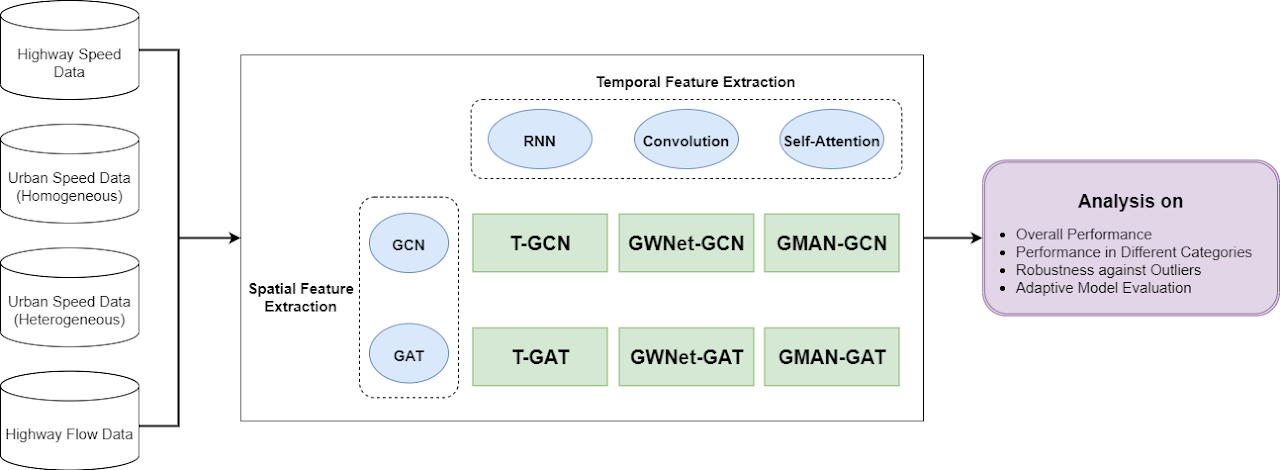 Highway Speed
Data
Urban Speed Data
(Homogeneous)
Urban Speed Data
(Heterogeneous)
Highway Flow Data
Temporal Feature Extraction
RNN
Convolution
Self-Attention
Spatial Feature
Extraction
GCN
GAT
T-GCN
GWNet-GCN
GMAN-GCN
T-GAT
GWNet-GAT
GMAN-GAT
Analysis on
• Overall Performance
• Performance in Different Categories
• Robustness against Outliers
• Adaptive Model Evaluation